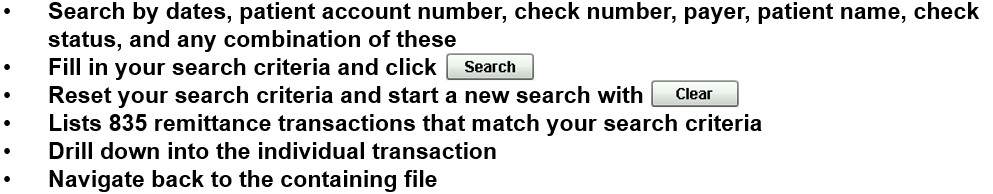 • Search by dates, patient account number, check number, payer, patient name, check
status, and any combination of these
• Fill in your search criteria and click Search
• Reset your search criteria and start a new search with Clear
• Lists 835 remittance transactions that match your search criteria
• Drill down into the individual transaction
• Navigate back to the containing file